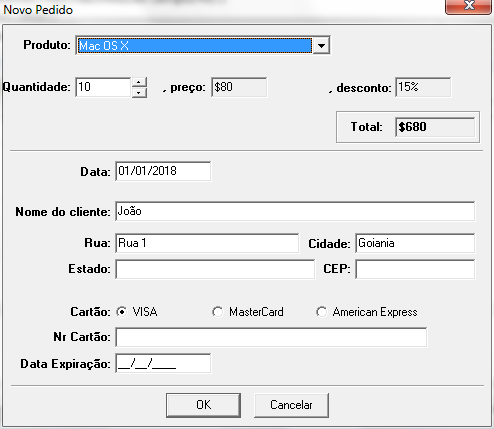 Novo Pedido
Produto: Mac OS X
Quantidade: 10 , preço: $80 , desconto: 15%
Total: $680
Data: 01/01/2018
Nome do cliente: João
Rua: Rua 1 Cidade: Goiania
Estado: CEP:
Cartão: VISA MasterCard American Express
Nr Cartão:
Data Expiração: __/__/____
OK Cancelar